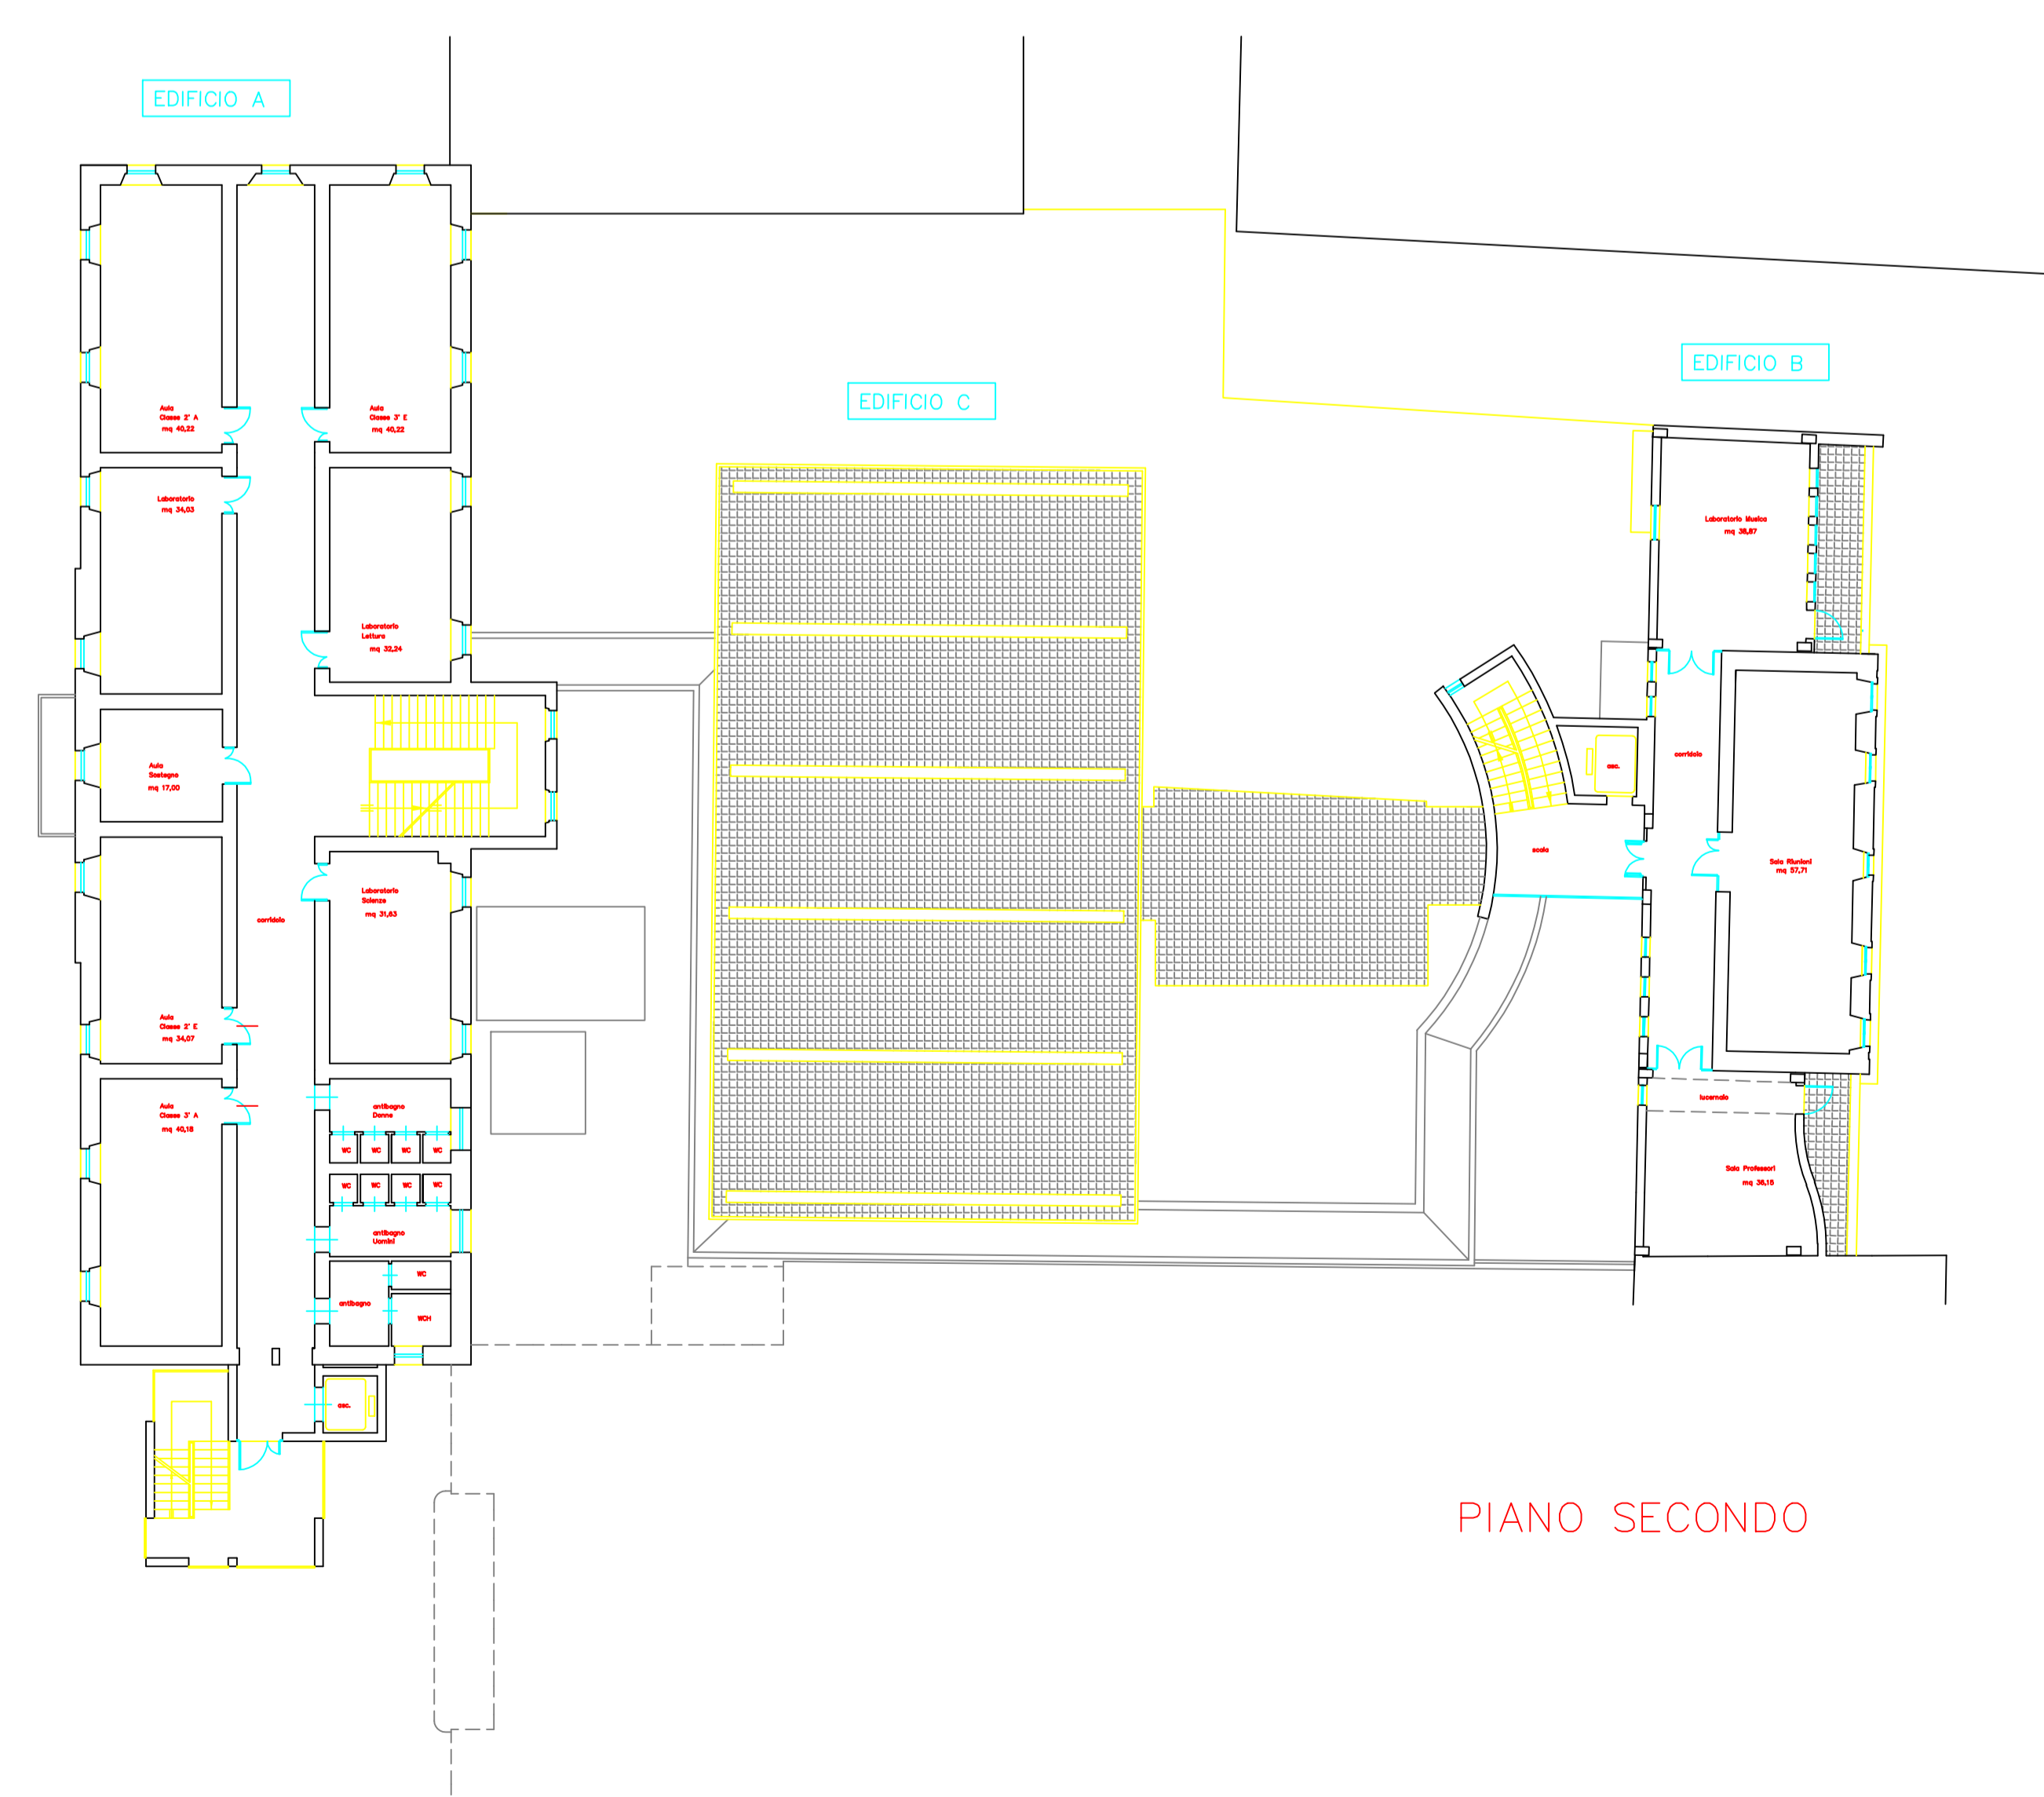 EDIFICIO A
EDIFICIO B
EDIFICIO C
Aula
Classe 2° A
mq 40,22
Aula
Classe 3° E
mq 40,22
Laboratorio
mq 34,03
Laboratorio Musica
mq 38,87
Laboratorio
Lettura
mq 32,24
Aula
Sostegno
mq 17,00
asc.
corridoio
scala
Sala Riunioni
mq 57,71
Laboratorio
Scienze
mq 31,63
corridoio
Aula
Classe 2° E
mq 34,07
Aula
Classe 3° A
mq 40,18
antibagno
Donne
WC WC WC WC
WC WC WC WC
antibagno
Uomini
WC
antibagno
WCH
asc.
lucernaio
Sala Professori
mq 36,15
PIANO SECONDO